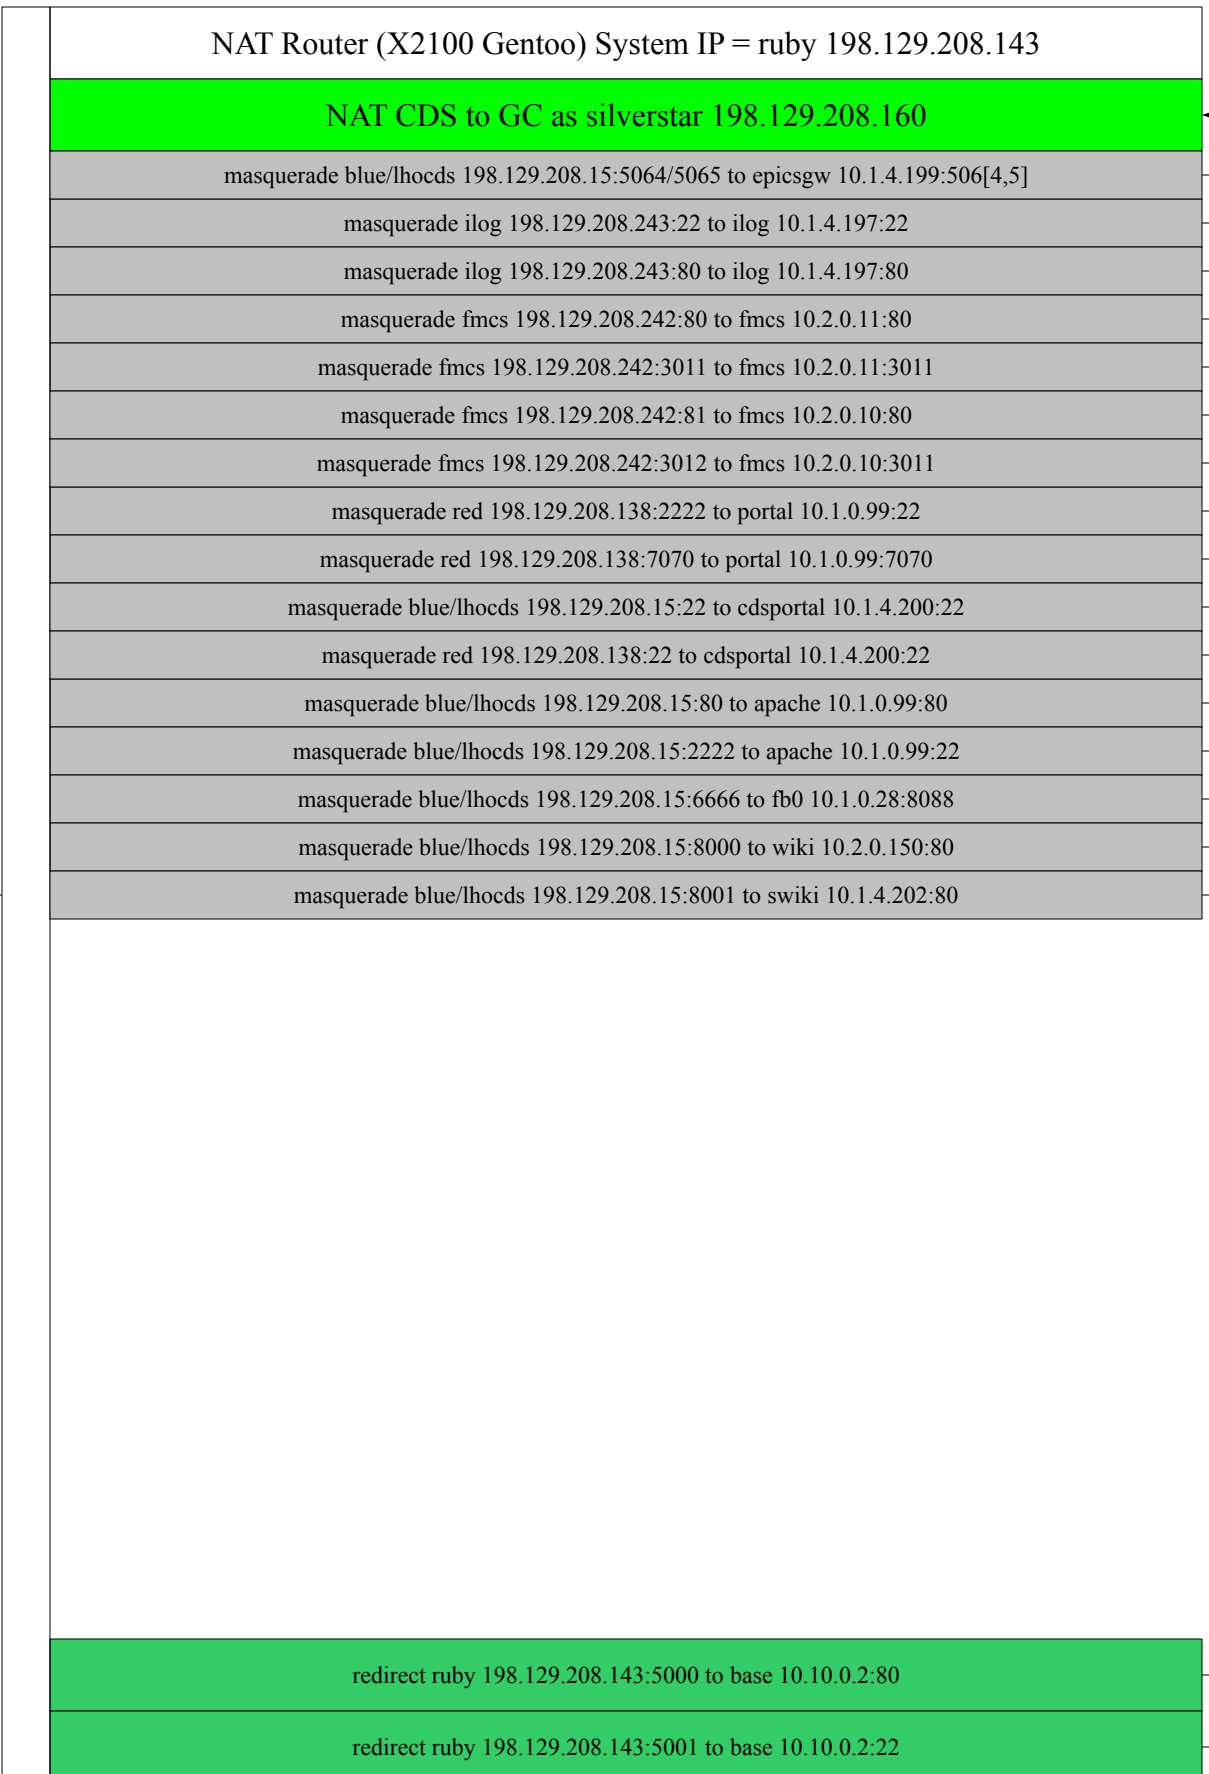 NAT Router (X2100 Gentoo) System IP = ruby 198.129.208.143
NAT CDS to GC as silverstar 198.129.208.160
masquerade blue/lhocds 198.129.208.15:5064/5065 to epicsgw 10.1.4.199:506[4,5]
masquerade ilog 198.129.208.243:22 to ilog 10.1.4.197:22
masquerade ilog 198.129.208.243:80 to ilog 10.1.4.197:80
masquerade fmcs 198.129.208.242:80 to fmcs 10.2.0.11:80
masquerade fmcs 198.129.208.242:3011 to fmcs 10.2.0.11:3011
masquerade fmcs 198.129.208.242:81 to fmcs 10.2.0.10:80
masquerade fmcs 198.129.208.242:3012 to fmcs 10.2.0.10:3011
masquerade red 198.129.208.138:2222 to portal 10.1.0.99:22
masquerade red 198.129.208.138:7070 to portal 10.1.0.99:7070
masquerade blue/lhocds 198.129.208.15:22 to cdsportal 10.1.4.200:22
masquerade red 198.129.208.138:22 to cdsportal 10.1.4.200:22
masquerade blue/lhocds 198.129.208.15:80 to apache 10.1.0.99:80
masquerade blue/lhocds 198.129.208.15:2222 to apache 10.1.0.99:22
masquerade blue/lhocds 198.129.208.15:6666 to fb0 10.1.0.28:8088
masquerade blue/lhocds 198.129.208.15:8000 to wiki 10.2.0.150:80
masquerade blue/lhocds 198.129.208.15:8001 to swiki 10.1.4.202:80
redirect ruby 198.129.208.143:5000 to base 10.10.0.2:80
redirect ruby 198.129.208.143:5001 to base 10.10.0.2:22